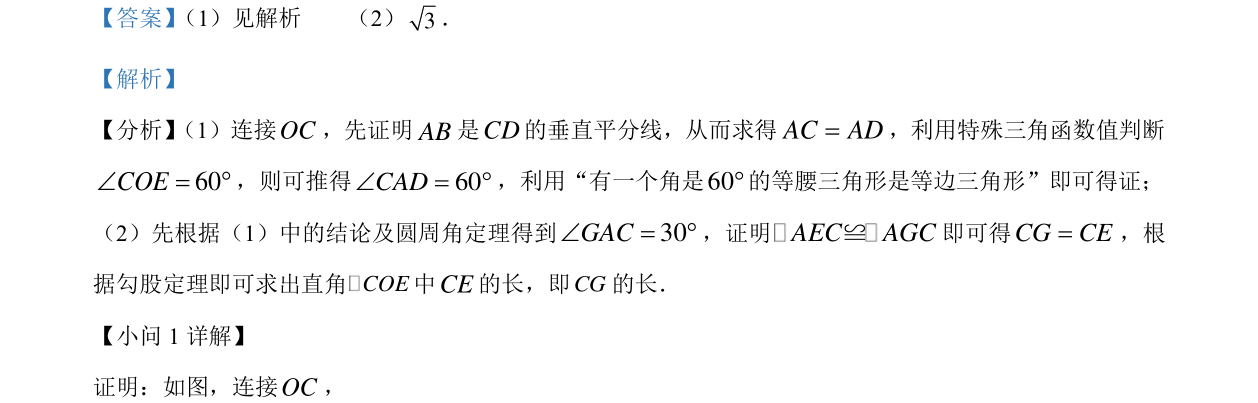 【答案】（1）见解析　　（2）√3．
【解析】
【分析】（1）连接OC，先证明AB是CD的垂直平分线，从而求得AC = AD，利用特殊三角函数值判断
∠COE = 60°，则可推得∠CAD = 60°，利用“有一个角是60°的等腰三角形是等边三角形”即可得证；
（2）先根据（1）中的结论及圆周角定理得到∠GAC = 30°，证明□AEC≌□AGC即可得CG = CE，根
据勾股定理即可求出直角□COE中CE的长，即CG的长．
【小问1详解】
证明：如图，连接OC，